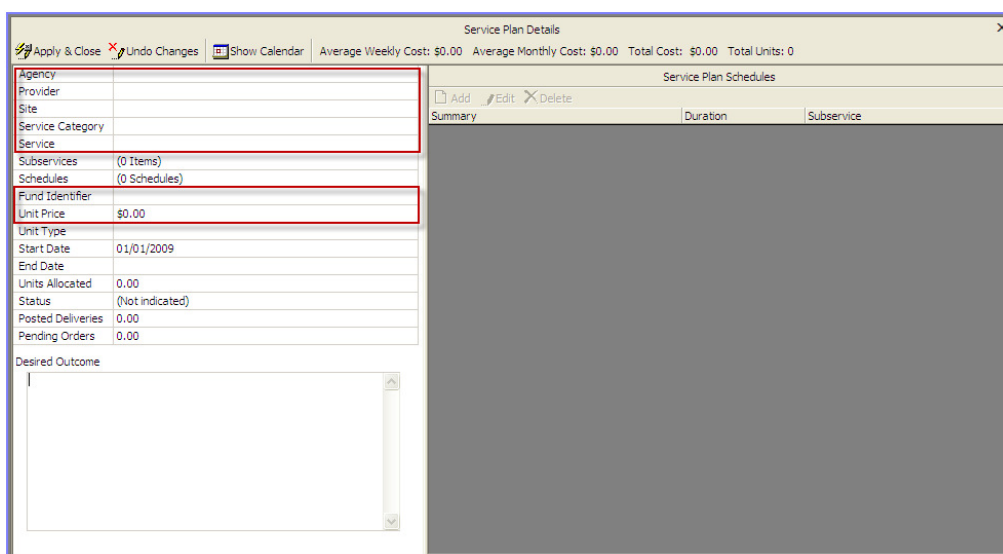 Service Plan Details
Apply & Close Undo Changes Show Calendar Average Weekly Cost: $0.00 Average Monthly Cost: $0.00 Total Cost: $0.00 Total Units: 0
Agency
Provider
Site
Service Category
Service
Subservices (0 Items)
Schedules (0 Schedules)
Fund Identifier
Unit Price $0.00
Unit Type
Start Date 01/01/2009
End Date
Units Allocated 0.00
Status (Not indicated)
Posted Deliveries 0.00
Pending Orders 0.00
Desired Outcome
Service Plan Schedules
Add Edit Delete
Summary Duration Subservice